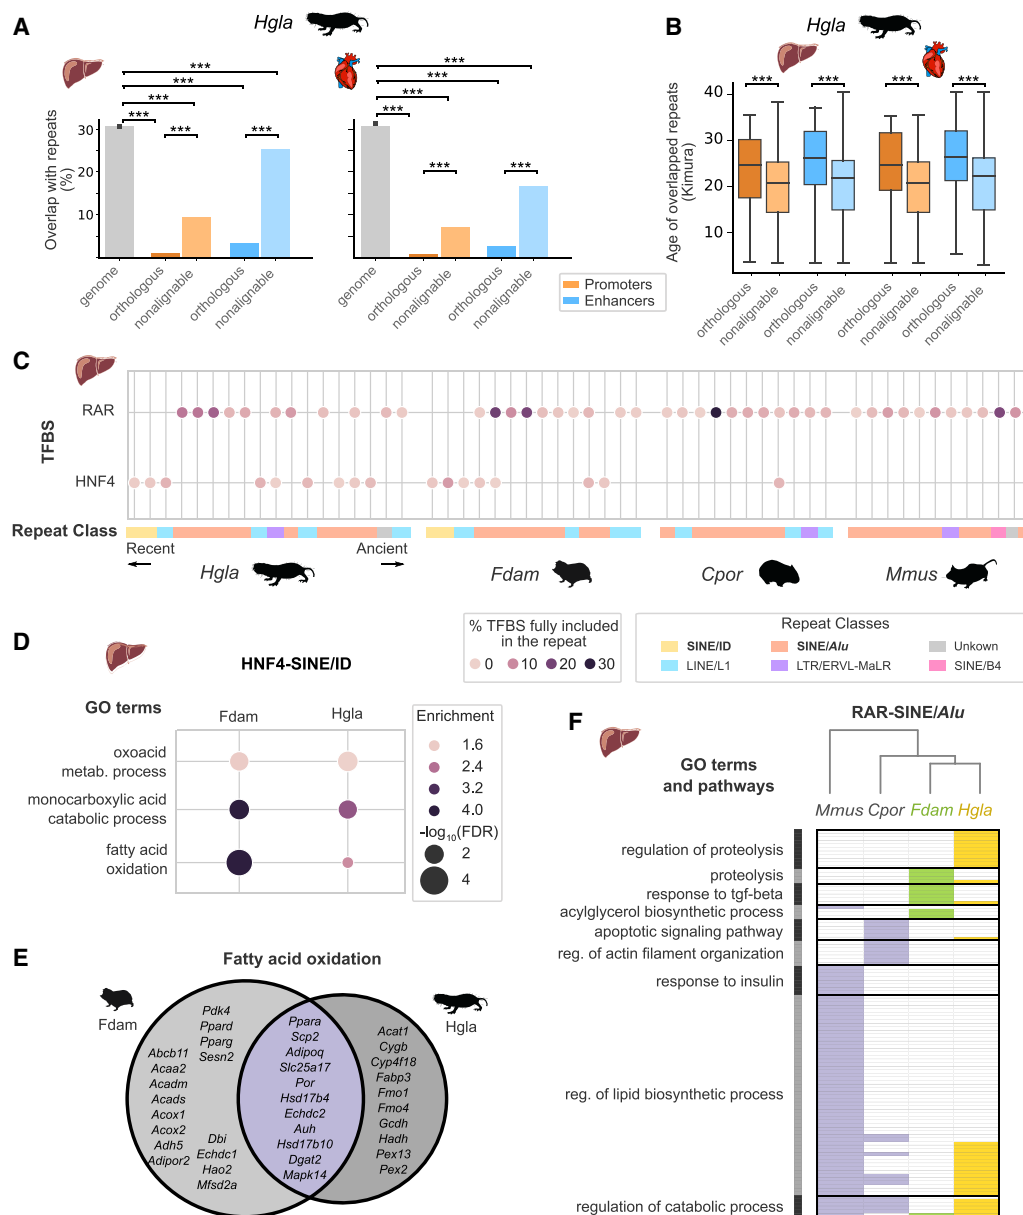 A
Hgla
***
***
***
***
***
***
Overlap with repeats
(%)
30
20
10
genome
orthologous
nonalignable
orthologous
nonalignable
***
***
***
***
***
***
genome
orthologous
nonalignable
orthologous
nonalignable
Promoters
Enhancers
B
Hgla
***
***
***
***
Age of overlapped repeats
(Kimura)
40
30
20
10
orthologous
nonalignable
orthologous
nonalignable
orthologous
nonalignable
orthologous
nonalignable
C
TFBS
RAR
HNF4
Repeat Class
Recent
Ancient
Hgla
Fdam
Cpor
Mmus
% TFBS fully included
in the repeat
0 10 20 30
Repeat Classes
SINE/ID
SINE/Alu
Unkown
LINE/L1
LTR/ERVL-MaLR
SINE/B4
D
HNF4-SINE/ID
GO terms
Fdam
Hgla
oxoacid
metab. process
monocarboxylic acid
catabolic process
fatty acid
oxidation
Enrichment
1.6
2.4
3.2
4.0
-log10(FDR)
2
4
E
Fatty acid oxidation
Fdam
Hgla
Pdk4
Ppard
Pparg
Sesn2
Abcb11
Acaa2
Acadm
Acads
Acox1
Acox2
Adh5
Adipor2
Dbi
Echdc1
Hao2
Mfsd2a
Ppara
Scp2
Adipoq
Slc25a17
Por
Hsd17b4
Echdc2
Auh
Hsd17b10
Dgat2
Mapk14
Acat1
Cygb
Cyp4f18
Fabp3
Fmo1
Fmo4
Gcdh
Hadh
Pex13
Pex2
F
RAR-SINE/Alu
GO terms
and pathways
Mmus Cpor Fdam Hgla
regulation of proteolysis
proteolysis
response to tgf-beta
acylglycerol biosynthetic process
apoptotic signaling pathway
reg. of actin filament organization
response to insulin
reg. of lipid biosynthetic process
regulation of catabolic process